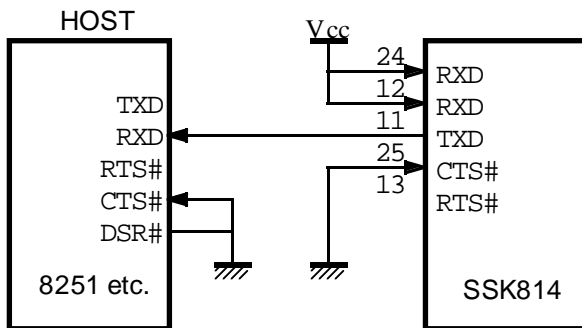 HOST
Vcc
TXD
RXD
RTS#
CTS#
DSR#
8251 etc.
24
12
11
25
13
RXD
RXD
TXD
CTS#
RTS#
SSK814